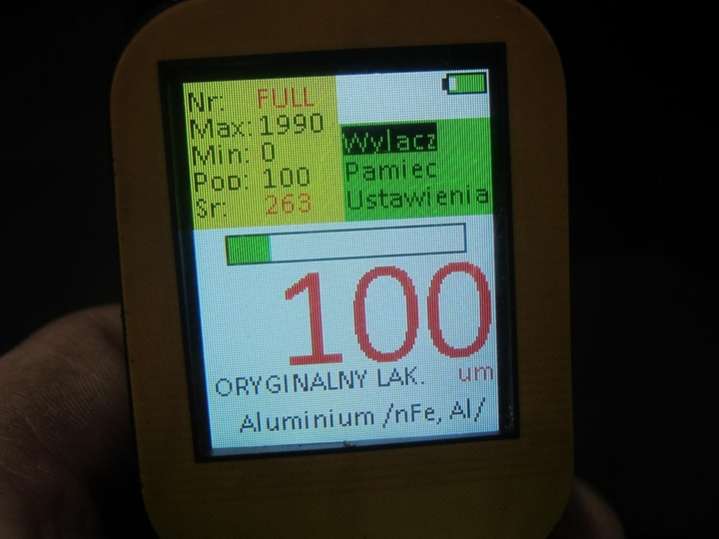 Nr: FULL
Max: 1990
Min: 0
Pop: 100
Sr: 263
Wylacz
Pamiec
Ustawienia
100
ORYGINALNY LAK. um
Aluminium /nFe, Al/